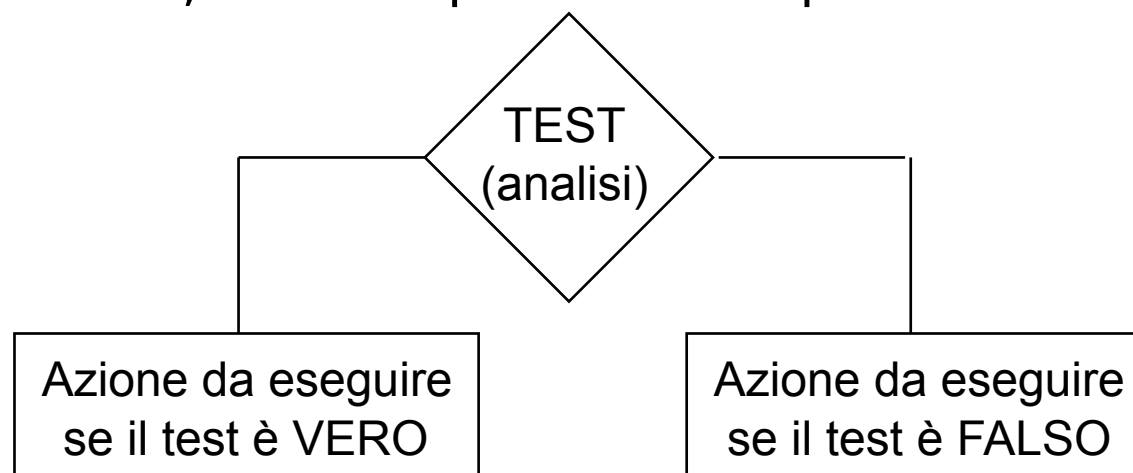 TEST
(analisi)
Azione da eseguire
se il test è VERO
Azione da eseguire
se il test è FALSO